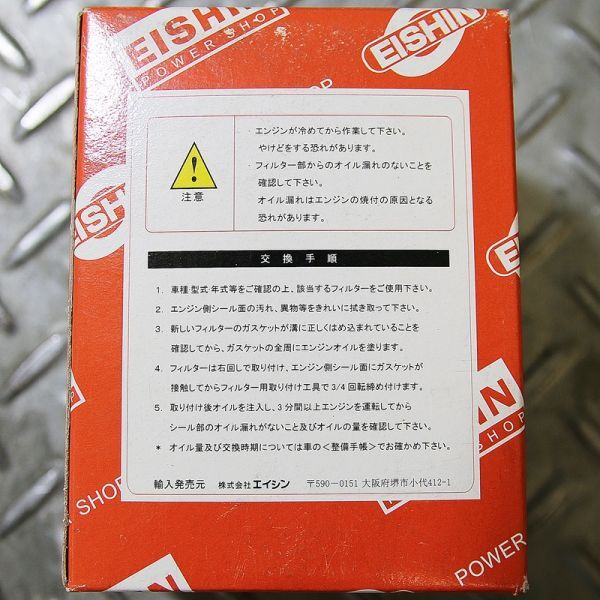 EISHIN
POWER SHOP
EISHIN
EISHIN
注意
・エンジンが冷めてから作業して下さい。
やけどをする恐れがあります。
・フィルター部からのオイル漏れのないことを
確認して下さい。
オイル漏れはエンジンの焼付の原因となる
恐れがあります。
交換手順
1. 車種・型式・年式等をご確認の上、該当するフィルターをご使用下さい。
2. エンジン側シール面の汚れ、異物等をきれいに拭き取って下さい。
3. 新しいフィルターのガスケットが溝に正しくはめ込まれていることを
確認してから、ガスケットの全周にエンジンオイルを塗ります。
4. フィルターは右回しで取り付け、エンジン側シール面にガスケットが
接触してからフィルター用取り付け工具で3/4回転締め付けます。
5. 取り付け後オイルを注入し、3分間以上エンジンを運転してから
シール部のオイル漏れがないこと及びオイルの量を確認して下さい。
* オイル量及び交換時期については車の＜整備手帳＞でお確かめ下さい。
輸入発売元 株式会社エイシン 〒590-0151 大阪府堺市小代412-1
EISHIN
EISHIN
POWER SHOP
SHOP
EISHIN
POWER